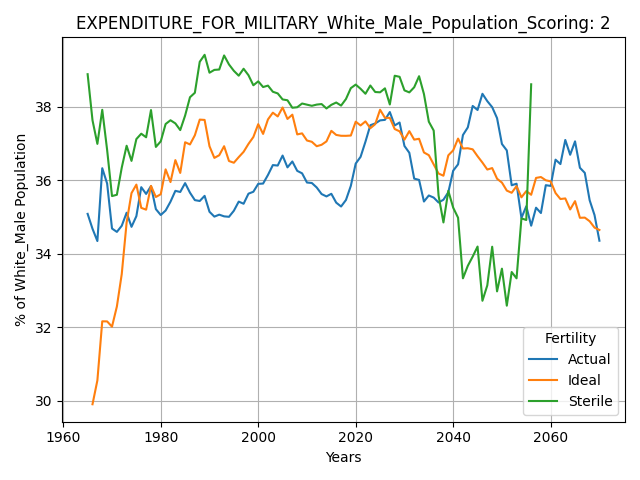 EXPENDITURE_FOR_MILITARY_White_Male_Population_Scoring: 2
% of White_Male Population
38
36
34
32
30
1960
1980
2000
2020
2040
2060
Years
Fertility
Actual
Ideal
Sterile